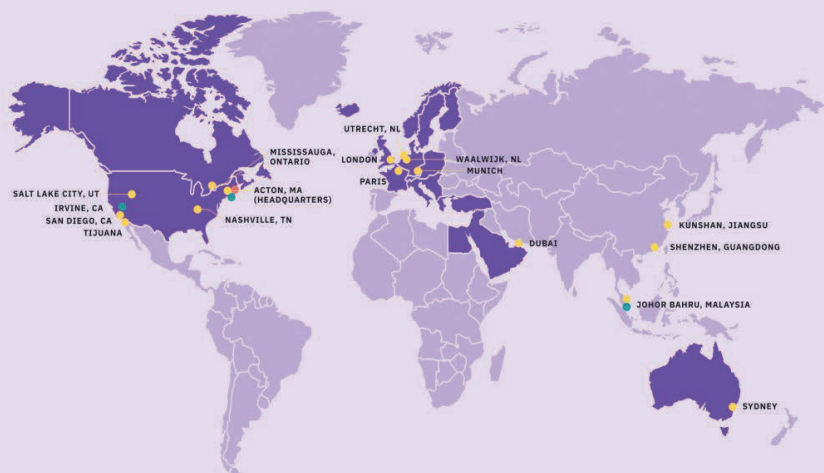 UTRECHT, NL
MISSISSAUGA,
ONTARIO
LONDON
WAALWIJK, NL
MUNICH
PARIS
SALT LAKE CITY, UT
ACTON, MA
(HEADQUARTERS)
IRVINE, CA
SAN DIEGO, CA
NASHVILLE, TN
TIJUANA
KUNSHAN, JIANGSU
DUBAI
SHENZHEN, GUANGDONG
JOHOR BAHRU, MALAYSIA
SYDNEY